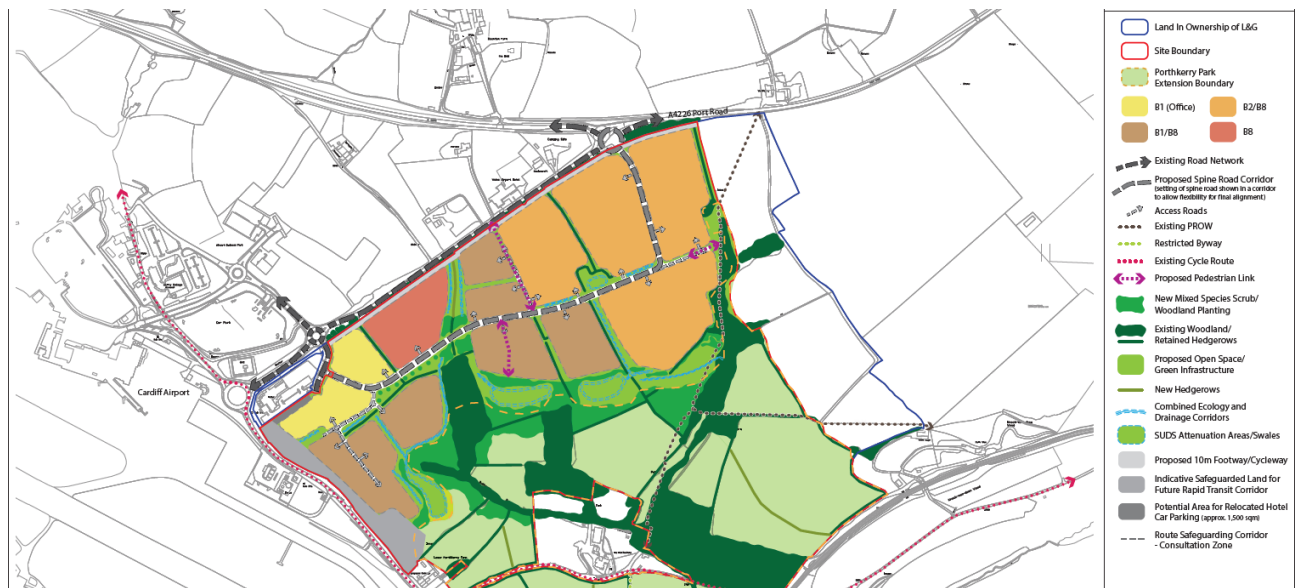 A4226 Port Road
Cardiff Airport
Car Park
Land In Ownership of L&G
Site Boundary
Porthkerry Park
Extension Boundary
B1 (Office)
B2/B8
B1/B8
B8
Existing Road Network
Proposed Spine Road Corridor
(setting of spine road shown in a corridor
to allow flexibility for final alignment)
Access Roads
Existing PROW
Restricted Byway
Existing Cycle Route
Proposed Pedestrian Link
New Mixed Species Scrub/
Woodland Planting
Existing Woodland/
Retained Hedgerows
Proposed Open Space/
Green Infrastructure
New Hedgerows
Combined Ecology and
Drainage Corridors
SUDS Attenuation Areas/Swales
Proposed 10m Footway/Cycleway
Indicative Safeguarded Land for
Future Rapid Transit Corridor
Potential Area for Relocated Hotel
Car Parking (approx. 1,500 sqm)
Route Safeguarding Corridor
- Consultation Zone